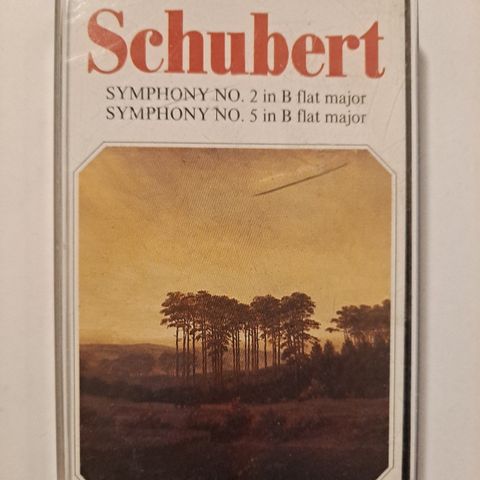 Schubert
SYMPHONY NO. 2 in B flat major
SYMPHONY NO. 5 in B flat major